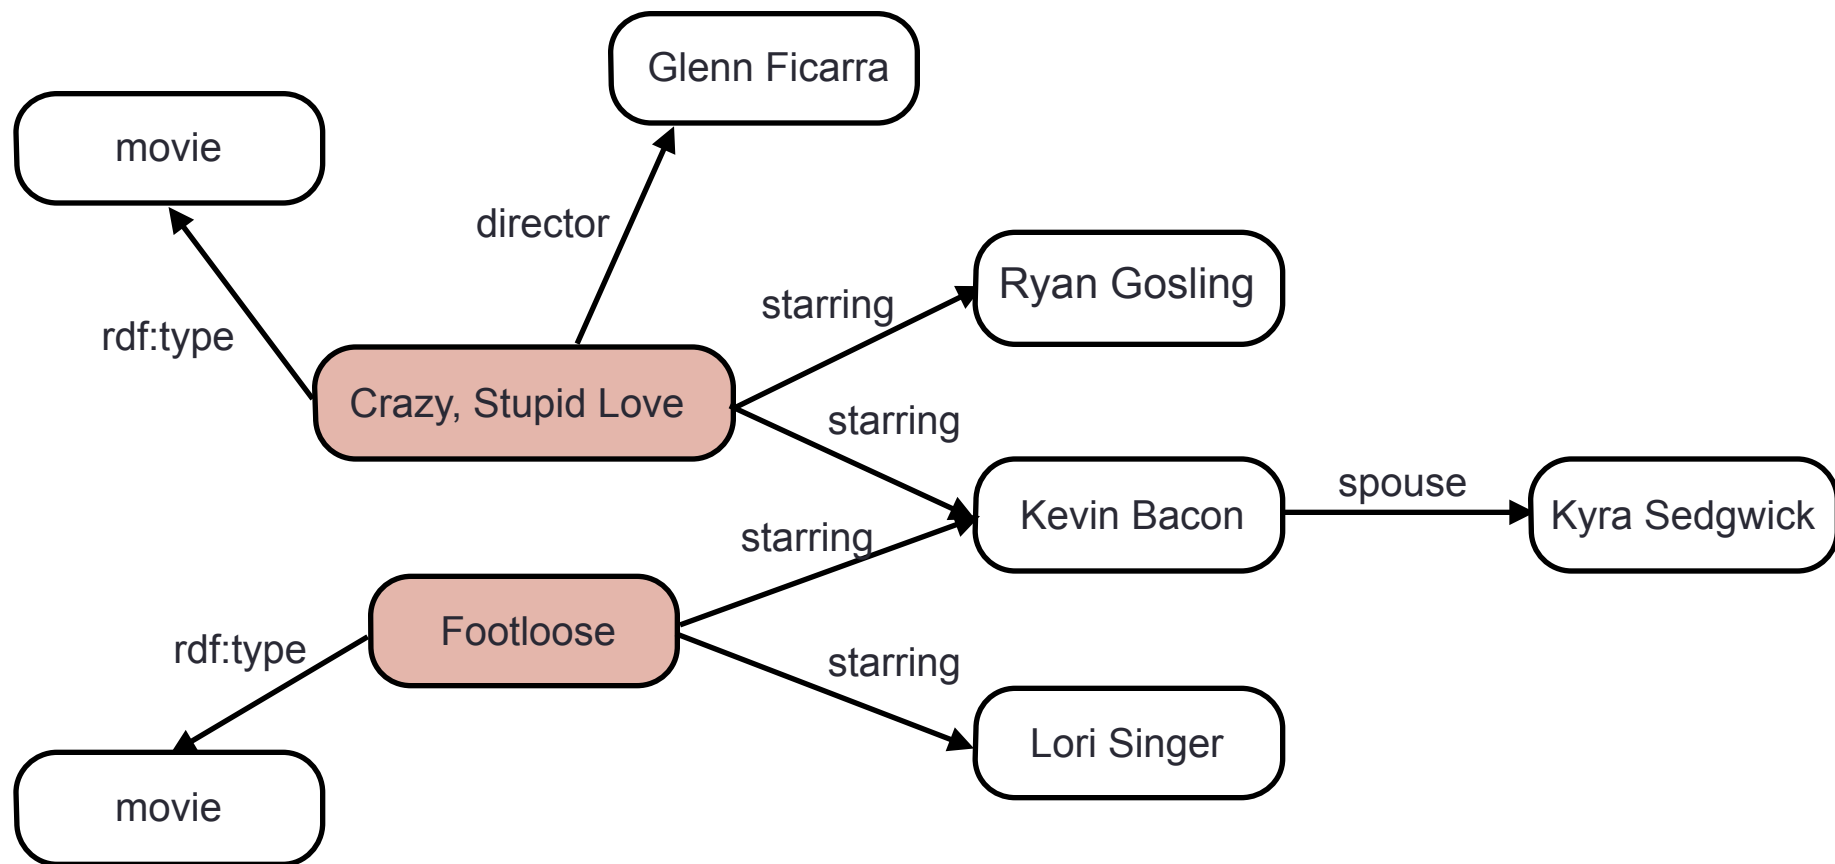 Glenn Ficarra
movie
director
Ryan Gosling
starring
rdf:type
Crazy, Stupid Love
starring
spouse
Kevin Bacon
Kyra Sedgwick
starring
Footloose
rdf:type
starring
Lori Singer
movie